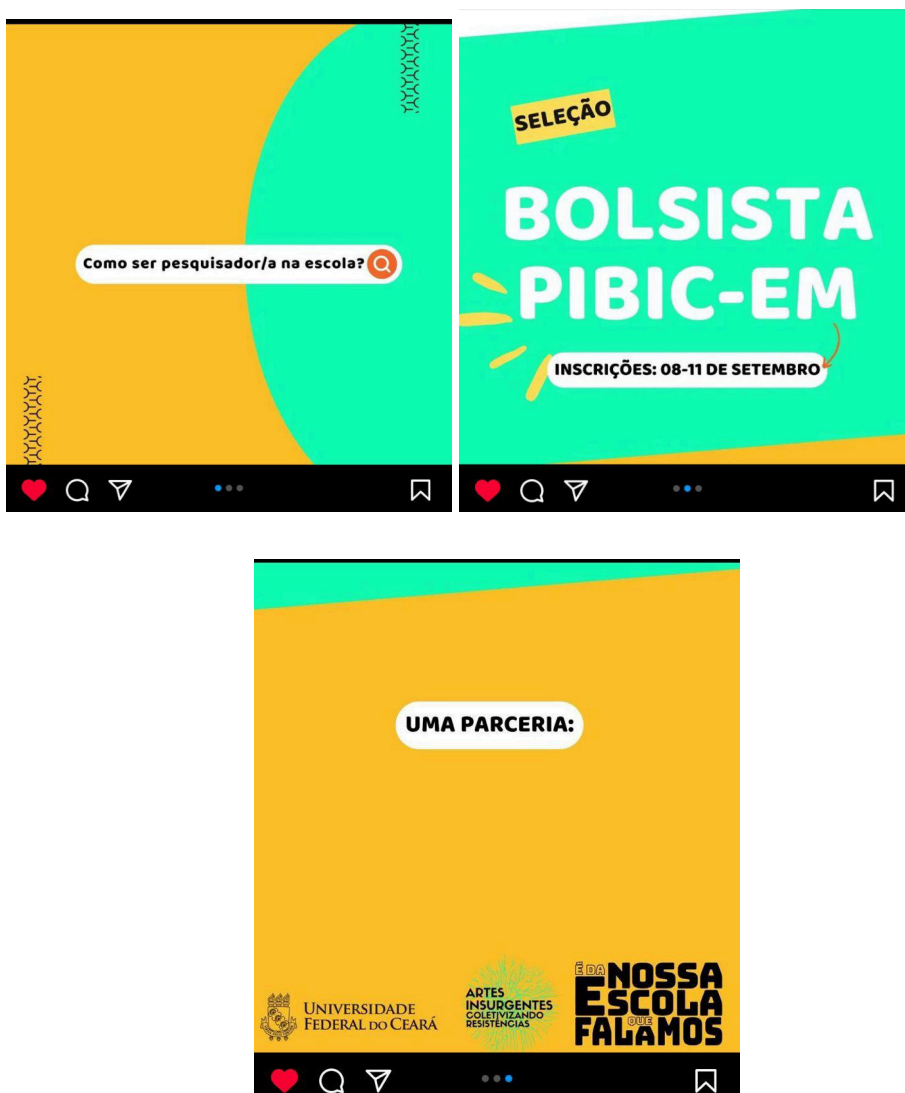 Como ser pesquisador/a na escola?
SELEÇÃO
BOLSISTA
PIBIC-EM
INSCRIÇÕES: 08-11 DE SETEMBRO
UMA PARCERIA:
UNIVERSIDADE
FEDERAL DO CEARÁ
ARTES
INSURGENTES
COLETIVIZANDO
RESISTÊNCIAS
É DA NOSSA
ESCOLA
QUE
FALAMOS